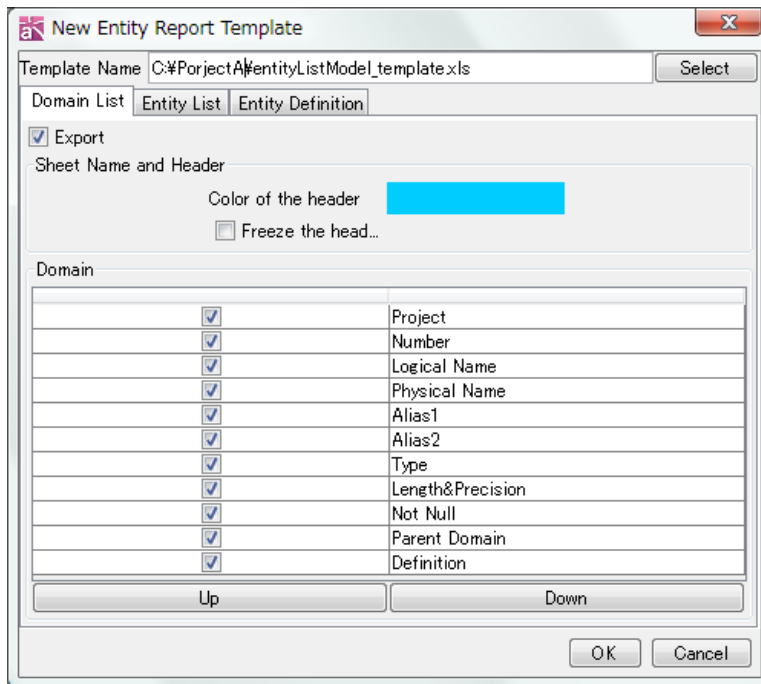 New Entity Report Template
Template Name C:¥PorjectA¥entityListModel_template.xls Select
Domain List Entity List Entity Definition
Export
Sheet Name and Header
Color of the header
Freeze the head...
Domain
Project
Number
Logical Name
Physical Name
Alias1
Alias2
Type
Length&Precision
Not Null
Parent Domain
Definition
Up Down
OK Cancel